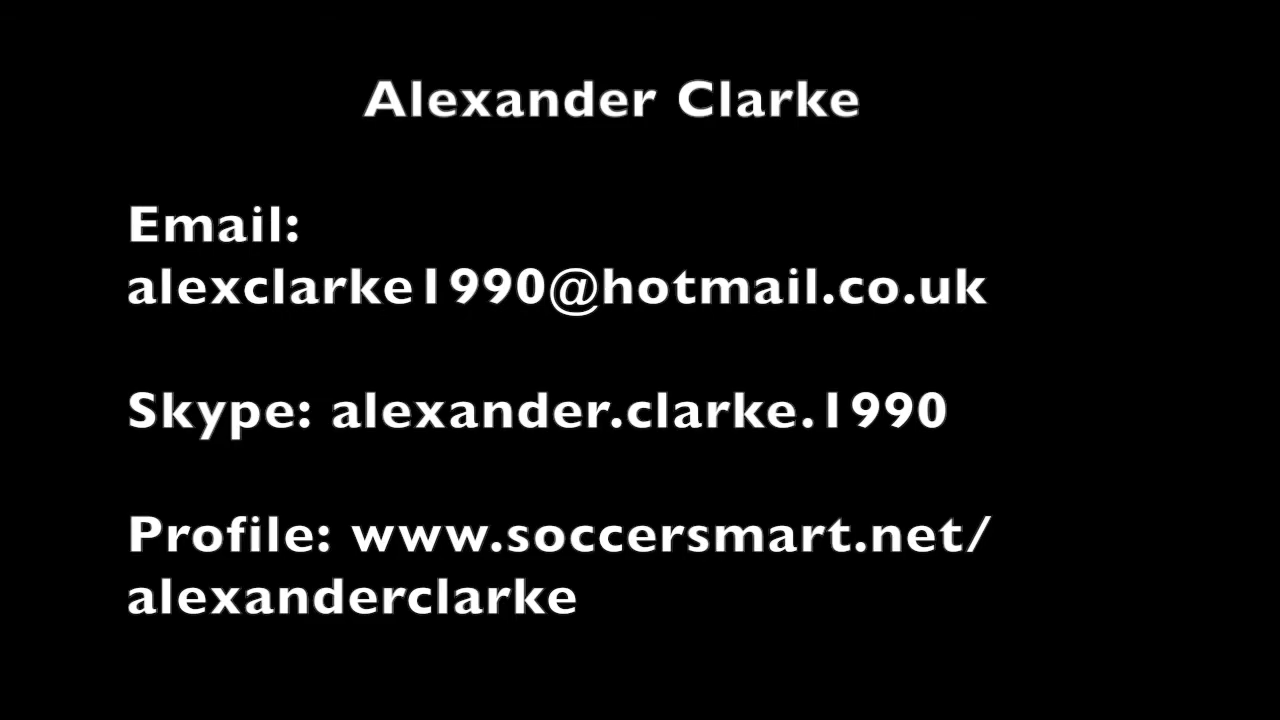 Alexander Clarke
Email:
alexclarke1990@hotmail.co.uk
Skype: alexander.clarke.1990
Profile: www.soccersmart.net/
alexanderclarke